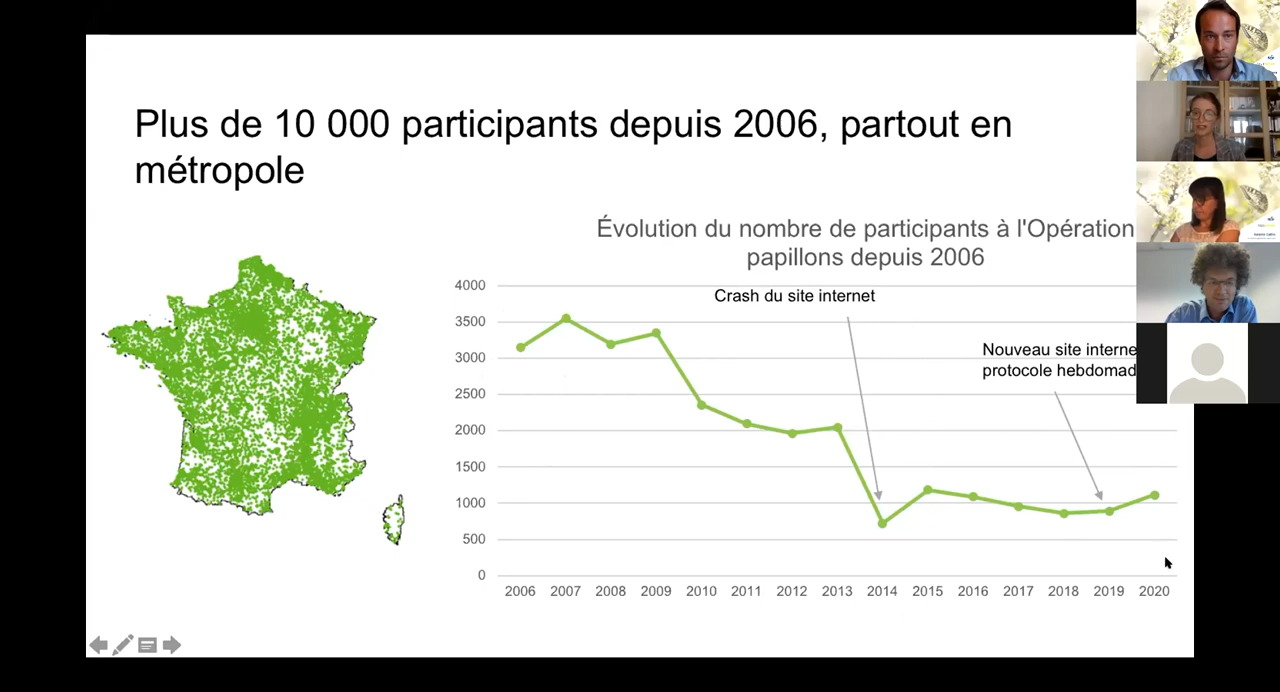 Plus de 10 000 participants depuis 2006, partout en
métropole
Évolution du nombre de participants à l'Opération
papillons depuis 2006
4000
Crash du site internet
3500
Nouveau site interne
3000
protocole hebdomad
2500
2000
1500
1000
500
0
2006 2007 2008 2009 2010 2011 2012 2013 2014 2015 2016 2017 2018 2019 2020